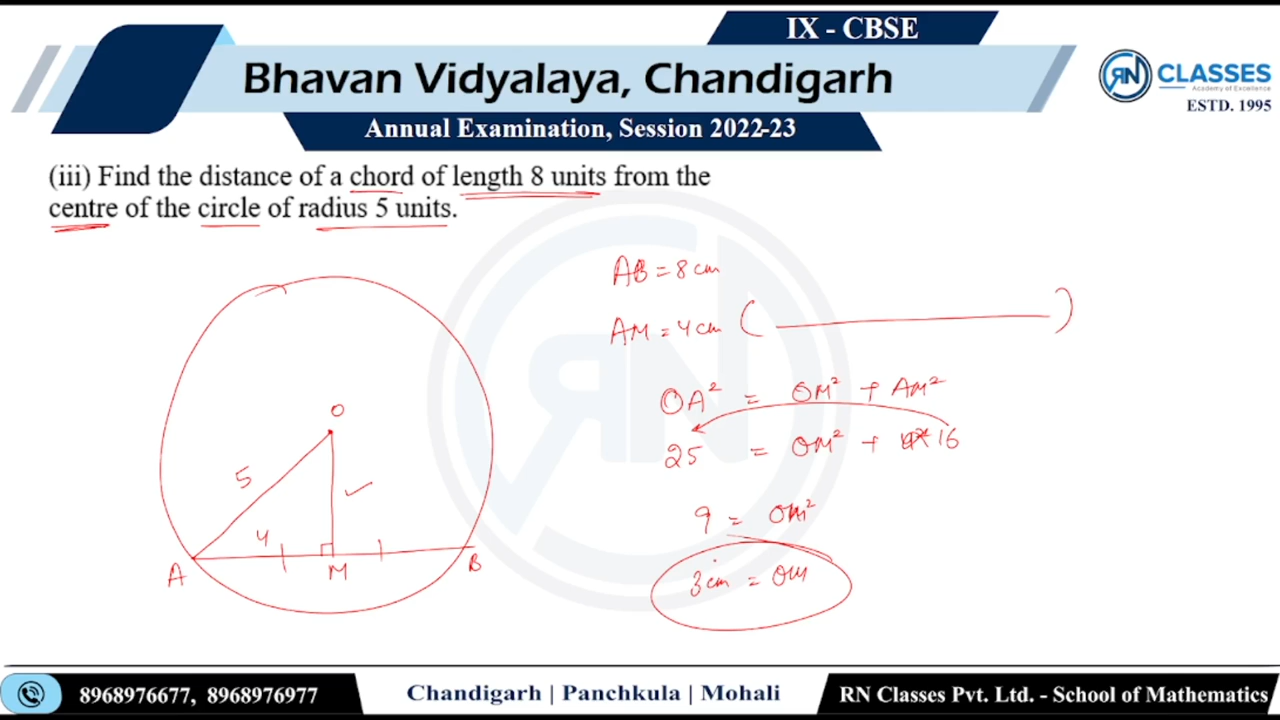 IX - CBSE
Bhavan Vidyalaya, Chandigarh
RN CLASSES
Academy of Excellence
ESTD. 1995
Annual Examination, Session 2022-23
(iii) Find the distance of a chord of length 8 units from the
centre of the circle of radius 5 units.
AB = 8 cm
AM = 4 cm ( )
OA² = OM² + AM²
25 = OM² + 16
9 = OM²
3 cm = OM
O
5
4
A
M
B
RN
8968976677, 8968976977
Chandigarh | Panchkula | Mohali
RN Classes Pvt. Ltd. - School of Mathematics